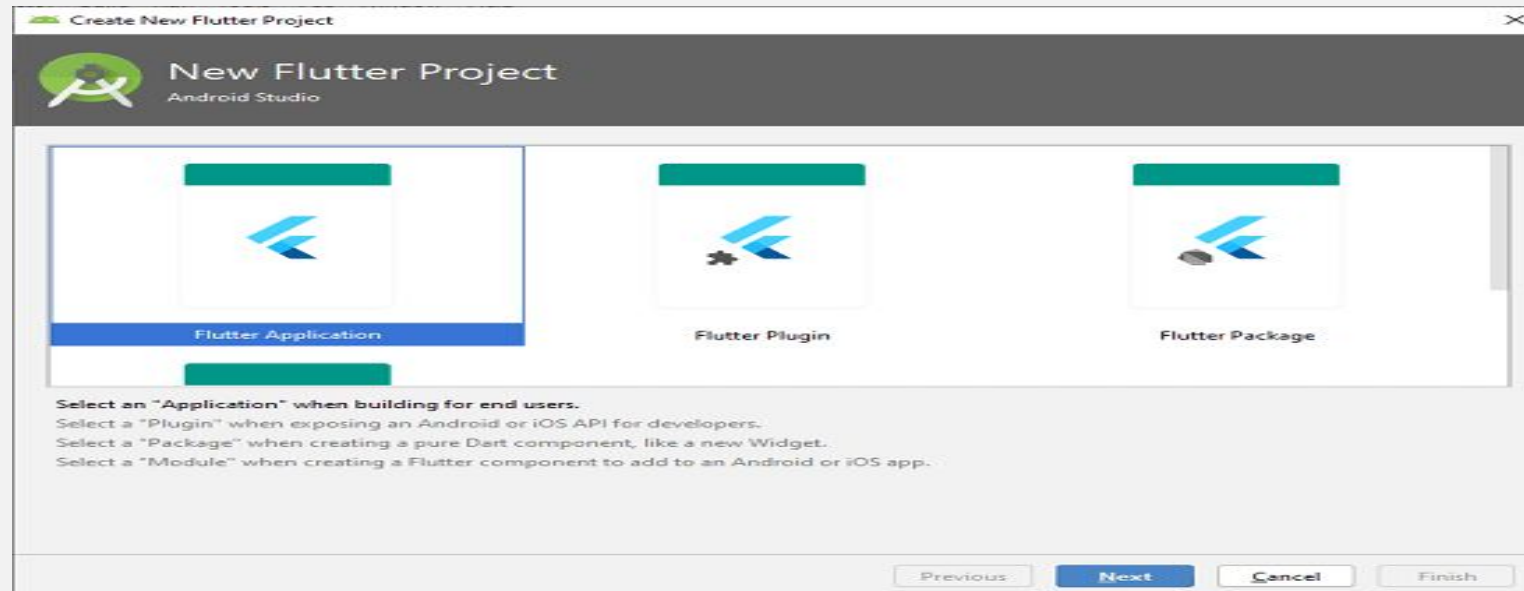 Create New Flutter Project
New Flutter Project
Android Studio
Flutter Application
Flutter Plugin
Flutter Package
Select an "Application" when building for end users.
Select a "Plugin" when exposing an Android or iOS API for developers.
Select a "Package" when creating a pure Dart component, like a new Widget.
Select a "Module" when creating a Flutter component to add to an Android or iOS app.
Previous Next Cancel Finish